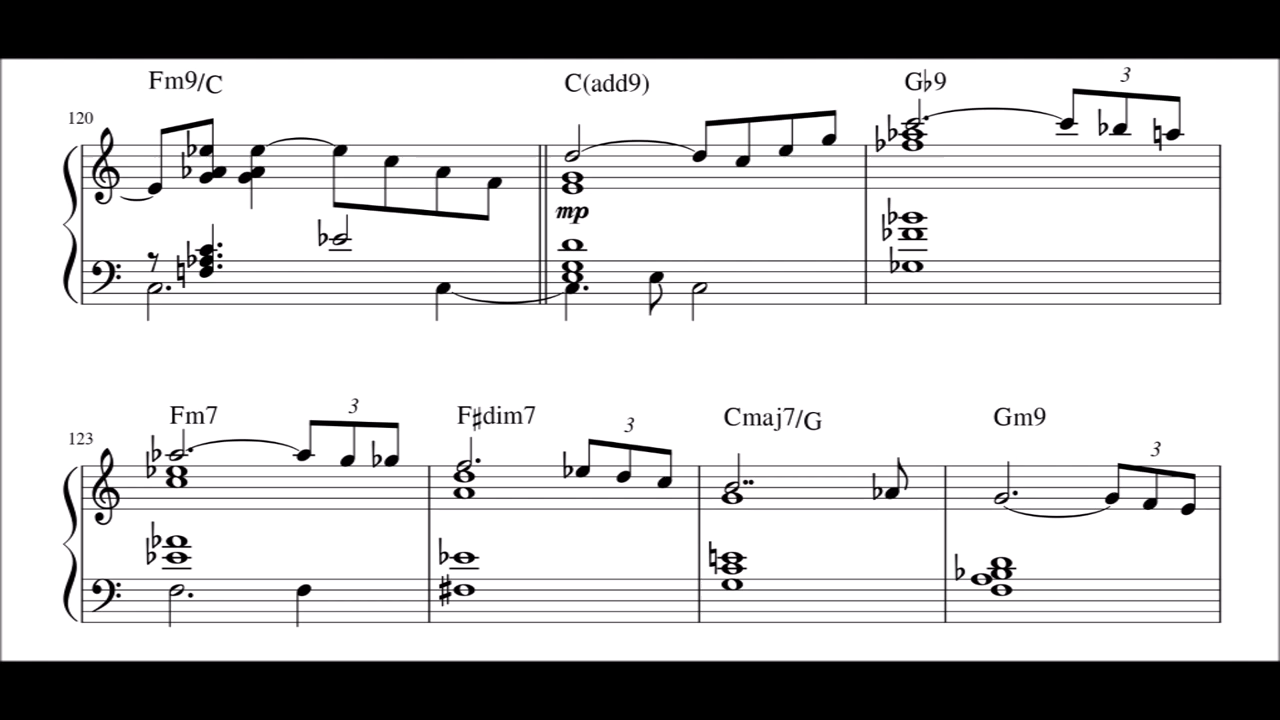 Fm9/C C(add9) G♭9
3
120
mp
Fm7 F♯dim7 Cmaj7/G Gm9
3 3 3
123